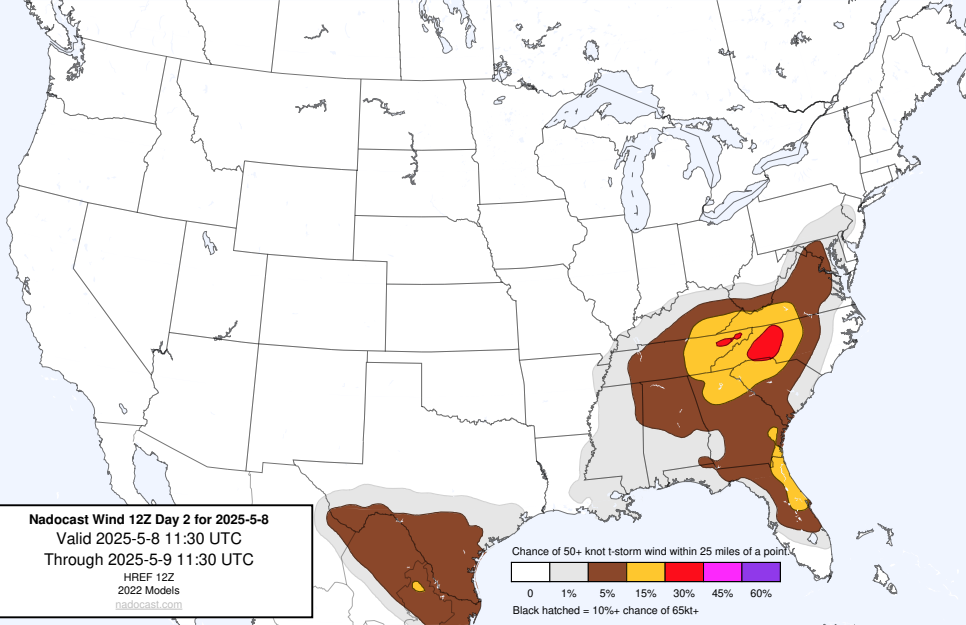 Nadocast Wind 12Z Day 2 for 2025-5-8
Valid 2025-5-8 11:30 UTC
Through 2025-5-9 11:30 UTC
HREF 12Z
2022 Models
nadocast.com
Chance of 50+ knot t-storm wind within 25 miles of a point.
0 1% 5% 15% 30% 45% 60%
Black hatched = 10%+ chance of 65kt+